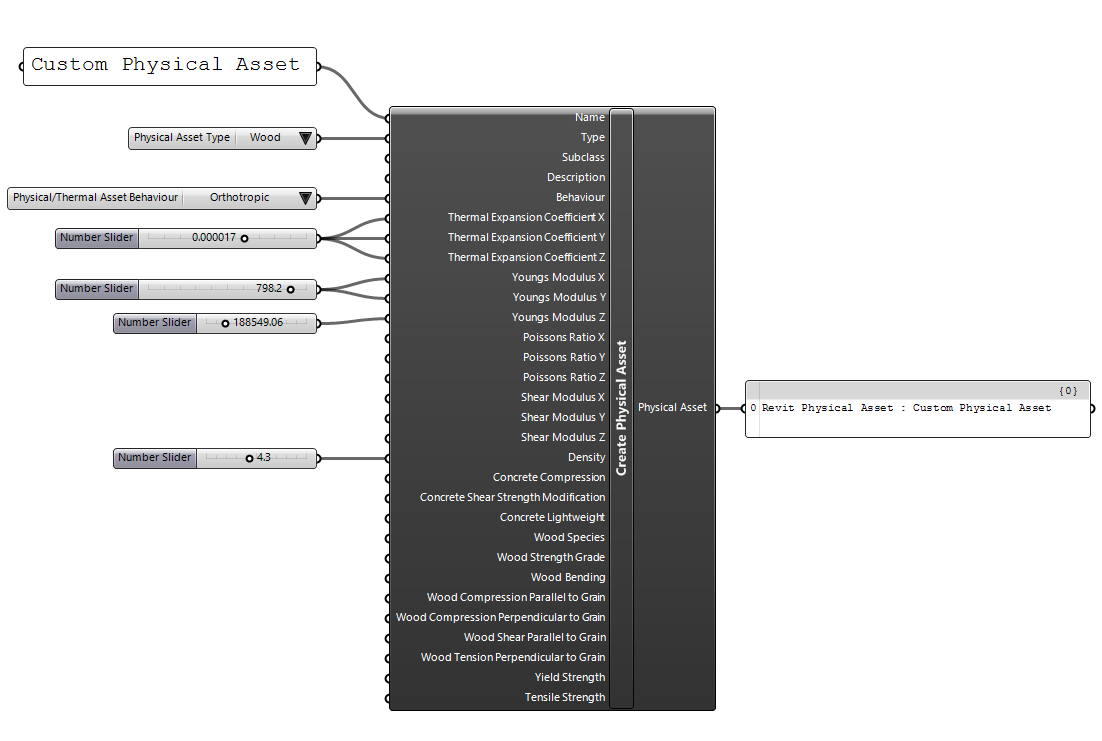 Custom Physical Asset
Physical Asset Type Wood
Physical/Thermal Asset Behaviour Orthotropic
Number Slider 0.000017
Number Slider 798.2
Number Slider 188549.06
Number Slider 4.3
Name
Type
Subclass
Description
Behaviour
Thermal Expansion Coefficient X
Thermal Expansion Coefficient Y
Thermal Expansion Coefficient Z
Youngs Modulus X
Youngs Modulus Y
Youngs Modulus Z
Poissons Ratio X
Poissons Ratio Y
Poissons Ratio Z
Shear Modulus X
Shear Modulus Y
Shear Modulus Z
Density
Concrete Compression
Concrete Shear Strength Modification
Concrete Lightweight
Wood Species
Wood Strength Grade
Wood Bending
Wood Compression Parallel to Grain
Wood Compression Perpendicular to Grain
Wood Shear Parallel to Grain
Wood Tension Perpendicular to Grain
Yield Strength
Tensile Strength
Create Physical Asset
Physical Asset
{0}
0 Revit Physical Asset : Custom Physical Asset